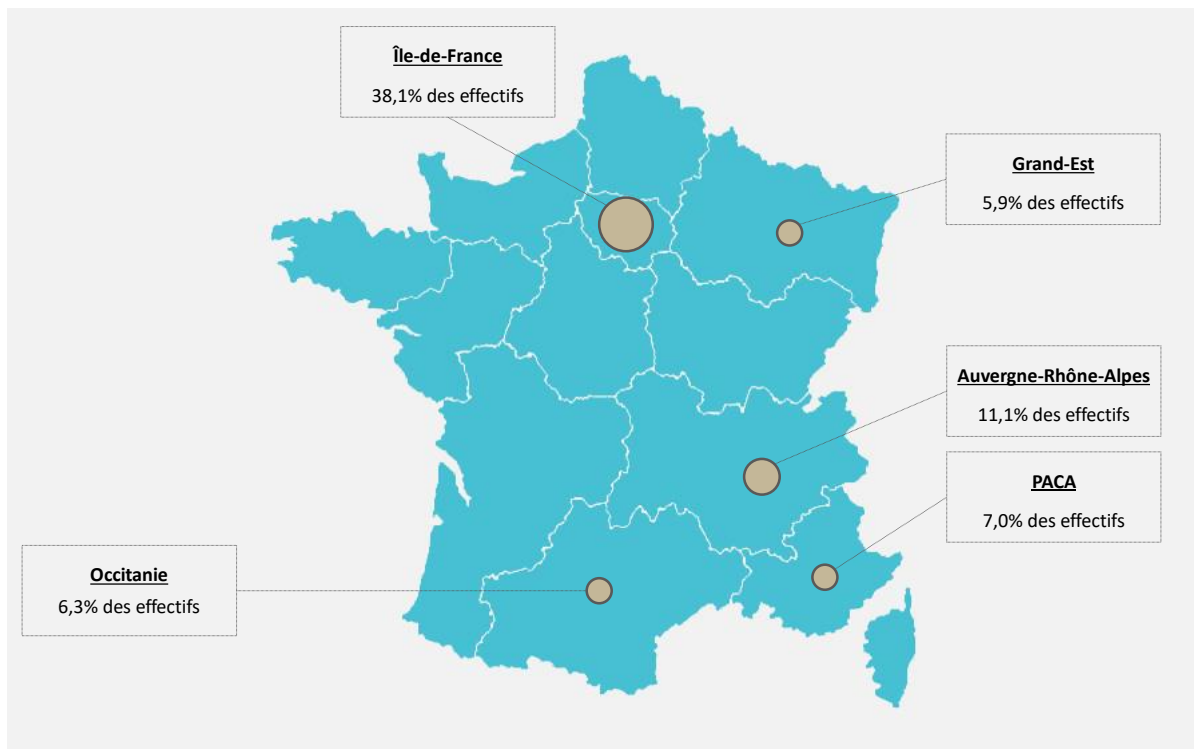 Île-de-France
38,1% des effectifs
Grand-Est
5,9% des effectifs
Auvergne-Rhône-Alpes
11,1% des effectifs
PACA
7,0% des effectifs
Occitanie
6,3% des effectifs